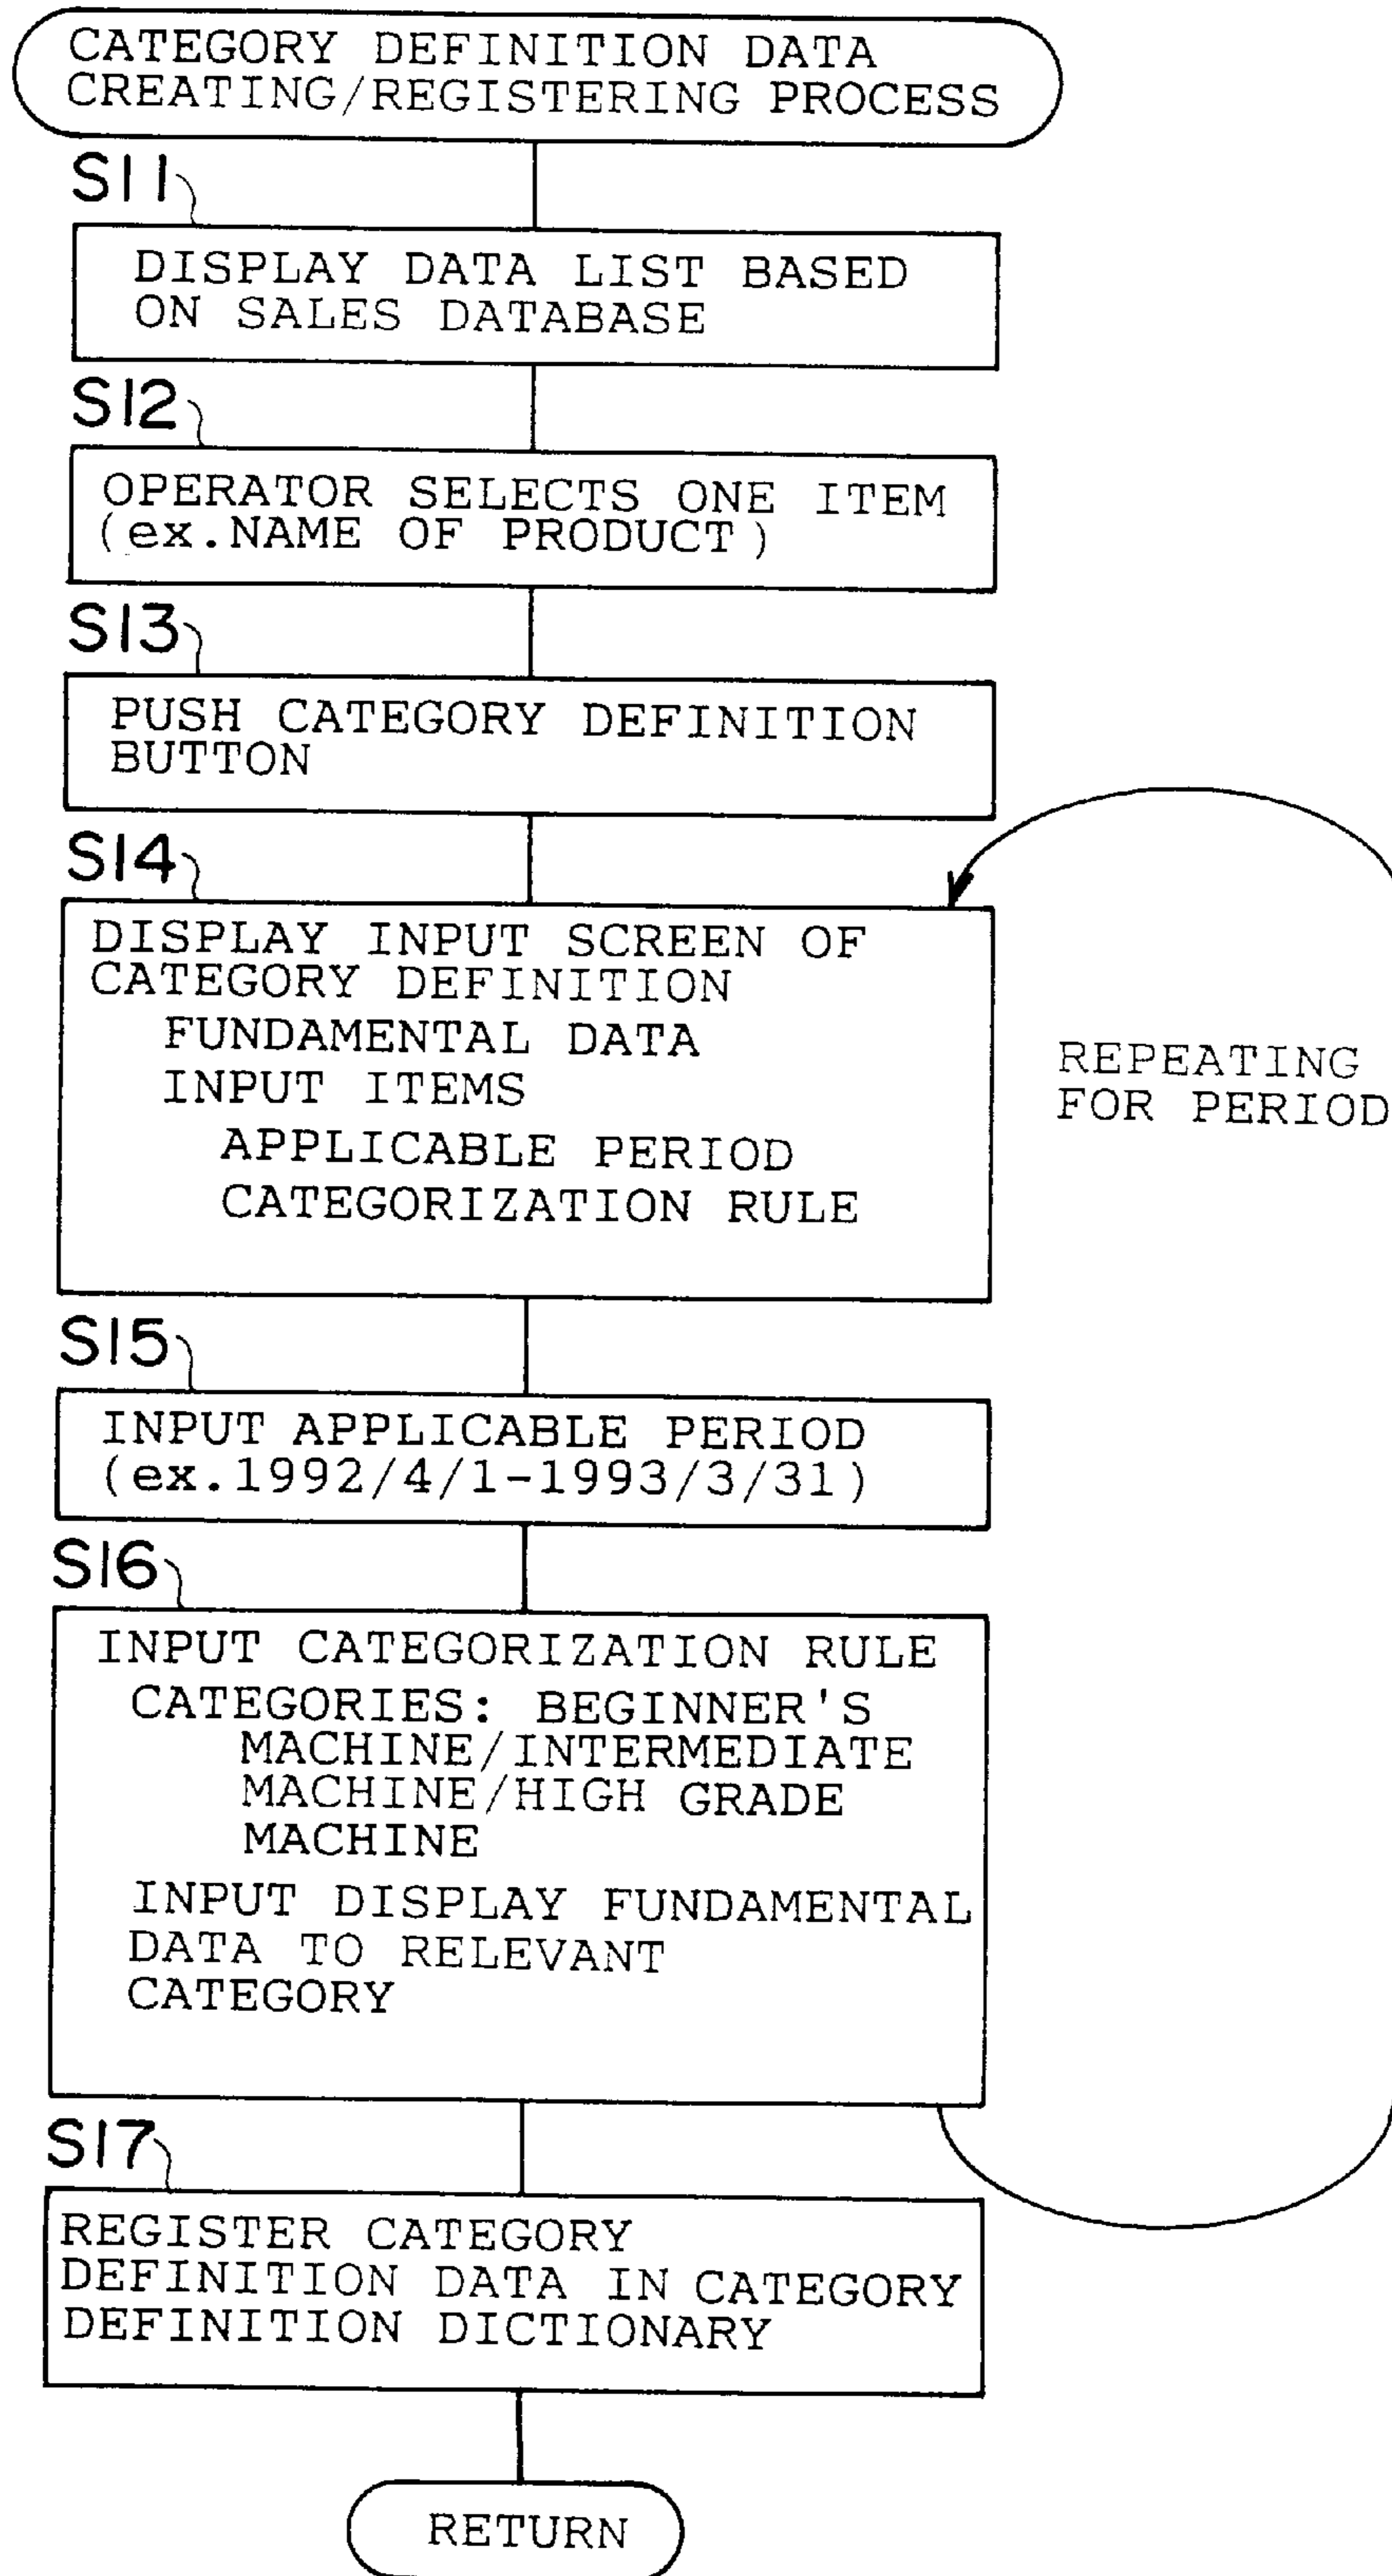 CATEGORY DEFINITION DATA
CREATING/REGISTERING PROCESS
S11
DISPLAY DATA LIST BASED
ON SALES DATABASE
S12
OPERATOR SELECTS ONE ITEM
(ex.NAME OF PRODUCT)
S13
PUSH CATEGORY DEFINITION
BUTTON
S14
DISPLAY INPUT SCREEN OF
CATEGORY DEFINITION
FUNDAMENTAL DATA
INPUT ITEMS
APPLICABLE PERIOD
CATEGORIZATION RULE
REPEATING
FOR PERIOD
S15
INPUT APPLICABLE PERIOD
(ex.1992/4/1-1993/3/31)
S16
INPUT CATEGORIZATION RULE
CATEGORIES: BEGINNER'S
MACHINE/INTERMEDIATE
MACHINE/HIGH GRADE
MACHINE
INPUT DISPLAY FUNDAMENTAL
DATA TO RELEVANT
CATEGORY
S17
REGISTER CATEGORY
DEFINITION DATA IN CATEGORY
DEFINITION DICTIONARY
RETURN